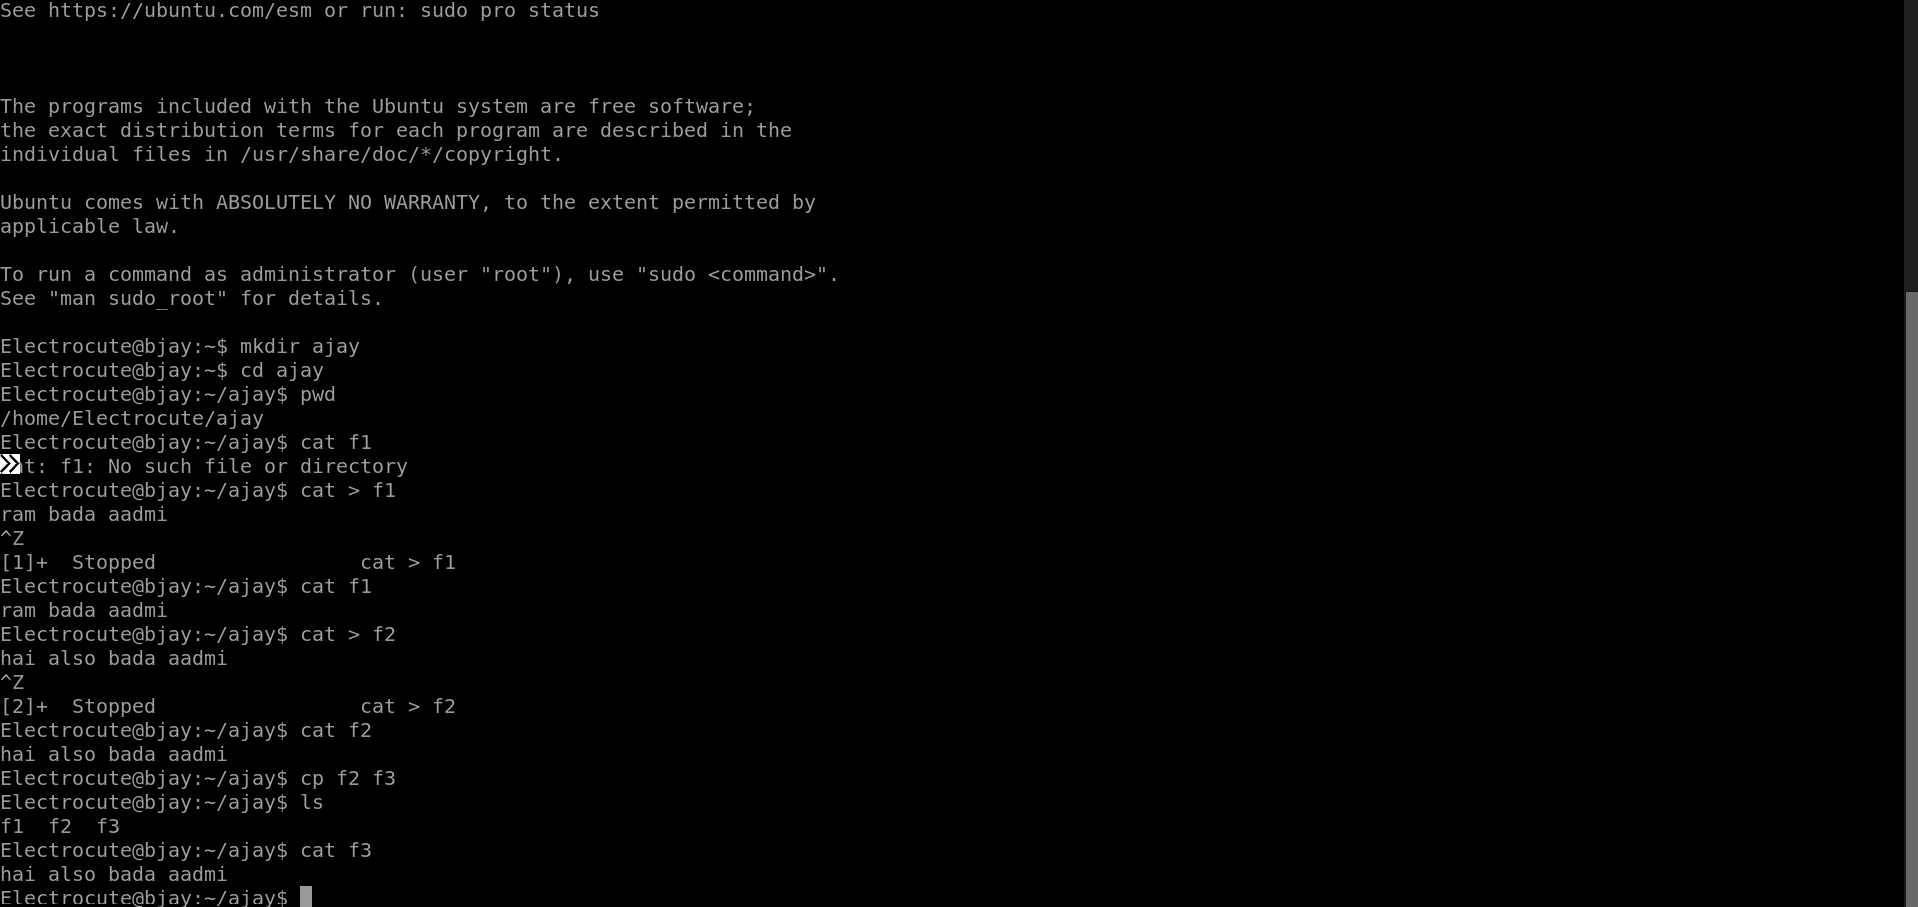 See https://ubuntu.com/esm or run: sudo pro status
The programs included with the Ubuntu system are free software;
the exact distribution terms for each program are described in the
individual files in /usr/share/doc/*/copyright.
Ubuntu comes with ABSOLUTELY NO WARRANTY, to the extent permitted by
applicable law.
To run a command as administrator (user "root"), use "sudo <command>".
See "man sudo_root" for details.
Electrocute@bjay:~$ mkdir ajay
Electrocute@bjay:~$ cd ajay
Electrocute@bjay:~/ajay$ pwd
/home/Electrocute/ajay
Electrocute@bjay:~/ajay$ cat f1
t: f1: No such file or directory
Electrocute@bjay:~/ajay$ cat > f1
ram bada aadmi
^Z
[1]+  Stopped                 cat > f1
Electrocute@bjay:~/ajay$ cat f1
ram bada aadmi
Electrocute@bjay:~/ajay$ cat > f2
hai also bada aadmi
^Z
[2]+  Stopped                 cat > f2
Electrocute@bjay:~/ajay$ cat f2
hai also bada aadmi
Electrocute@bjay:~/ajay$ cp f2 f3
Electrocute@bjay:~/ajay$ ls
f1  f2  f3
Electrocute@bjay:~/ajay$ cat f3
hai also bada aadmi
Electrocute@bjay:~/ajay$